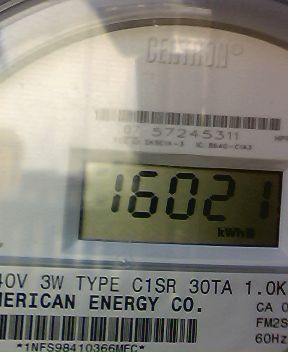 CENTRON®
07 57245311
16021
kWh
40V 3W TYPE C1SR 30TA 1.0K
MERICAN ENERGY CO.
CA 0
FM2S
60Hz
*1NFS98410366MFC*